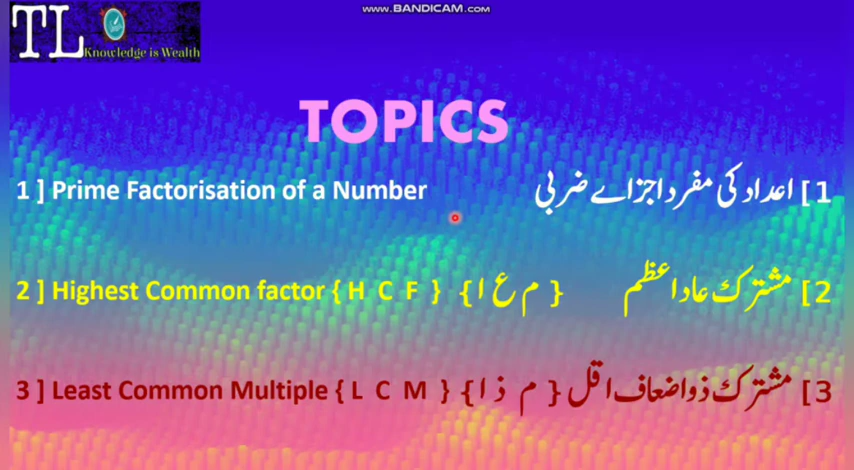 www.BANDICAM.com
TL
Knowledge is Wealth
TOPICS
1 ] Prime Factorisation of a Number
1 ] اعداد کی مفرد اجزاے ضربی
2 ] Highest Common factor { H C F } { م ع ا }
2 ] مشترک عاد اعظم
3 ] Least Common Multiple { L C M } { م ذ ا }
3 ] مشترک ذواضعاف اقل